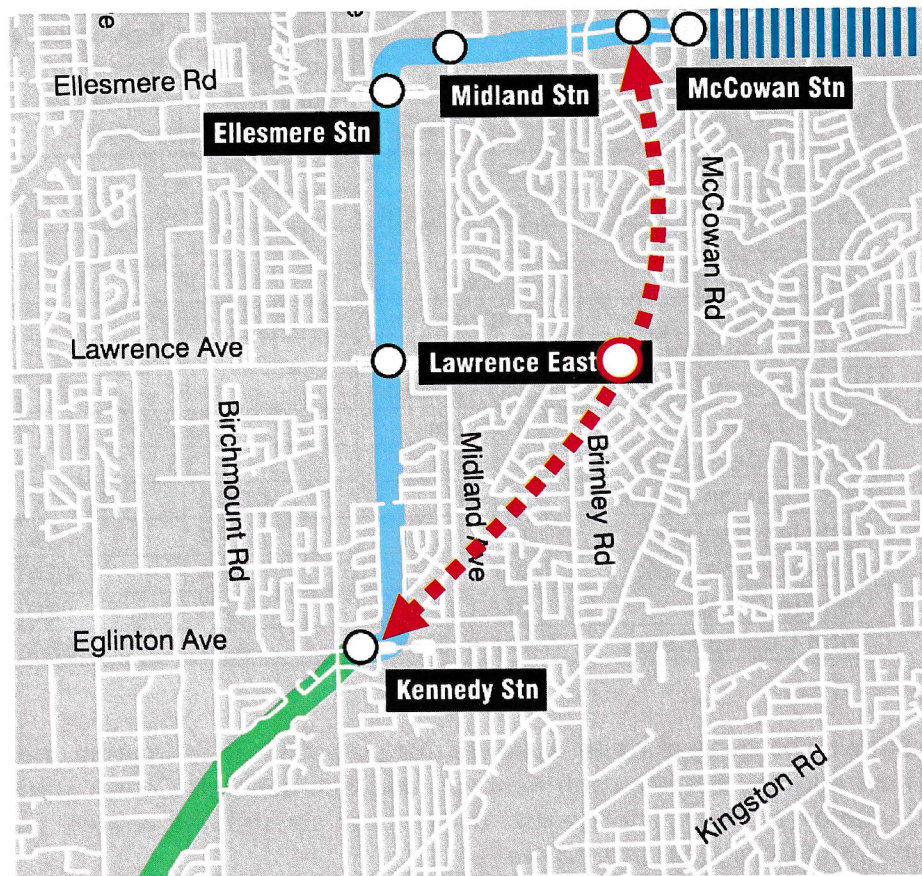 Ellesmere Rd
Midland Stn
McCowan Stn
Ellesmere Stn
McCowan Rd
Lawrence Ave
Lawrence East
Birchmount Rd
Midland Ave
Brimley Rd
Eglinton Ave
Kennedy Stn
Kingston Rd